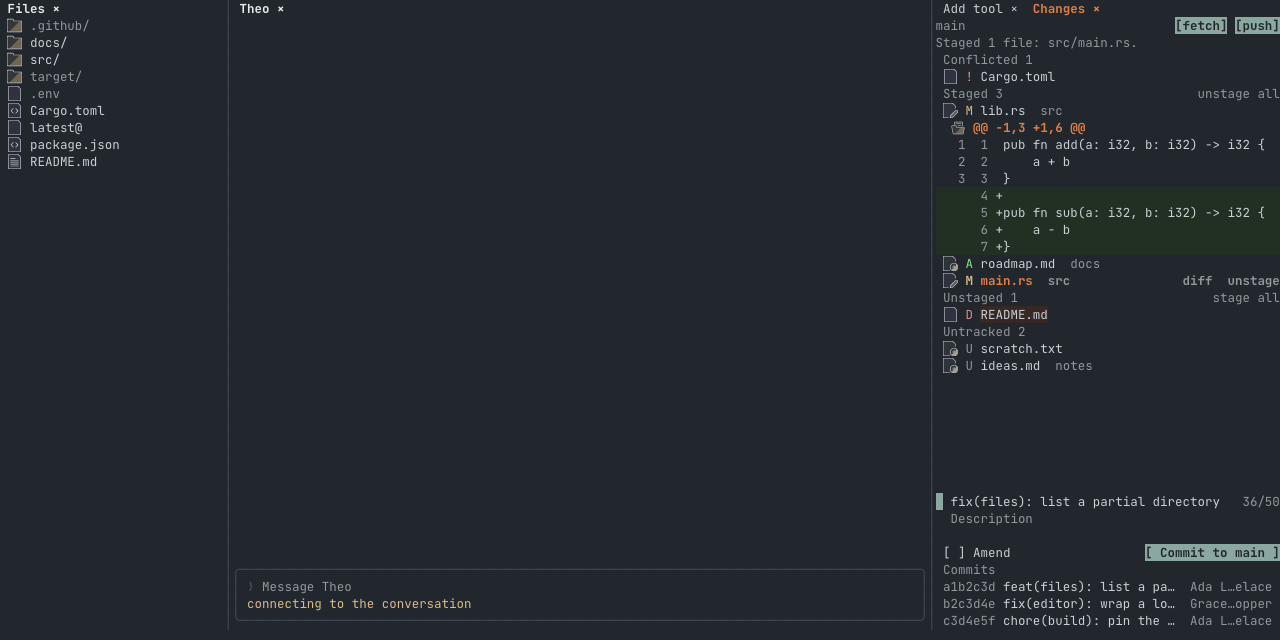 Files ×
.github/
docs/
src/
target/
.env
Cargo.toml
latest@
package.json
README.md
Theo ×
⟩ Message Theo
connecting to the conversation
Add tool × Changes ×
main [fetch] [push]
Staged 1 file: src/main.rs.
Conflicted 1
! Cargo.toml
Staged 3 unstage all
M lib.rs src
@@ -1,3 +1,6 @@
1 1 pub fn add(a: i32, b: i32) -> i32 {
2 2 a + b
3 3 }
4 +
5 +pub fn sub(a: i32, b: i32) -> i32 {
6 + a - b
7 +}
A roadmap.md docs
M main.rs src diff unstage
Unstaged 1 stage all
D README.md
Untracked 2
U scratch.txt
U ideas.md notes
fix(files): list a partial directory 36/50
Description
[ ] Amend [ Commit to main ]
Commits
a1b2c3d feat(files): list a pa… Ada L…elace
b2c3d4e fix(editor): wrap a lo… Grace…opper
c3d4e5f chore(build): pin the … Ada L…elace